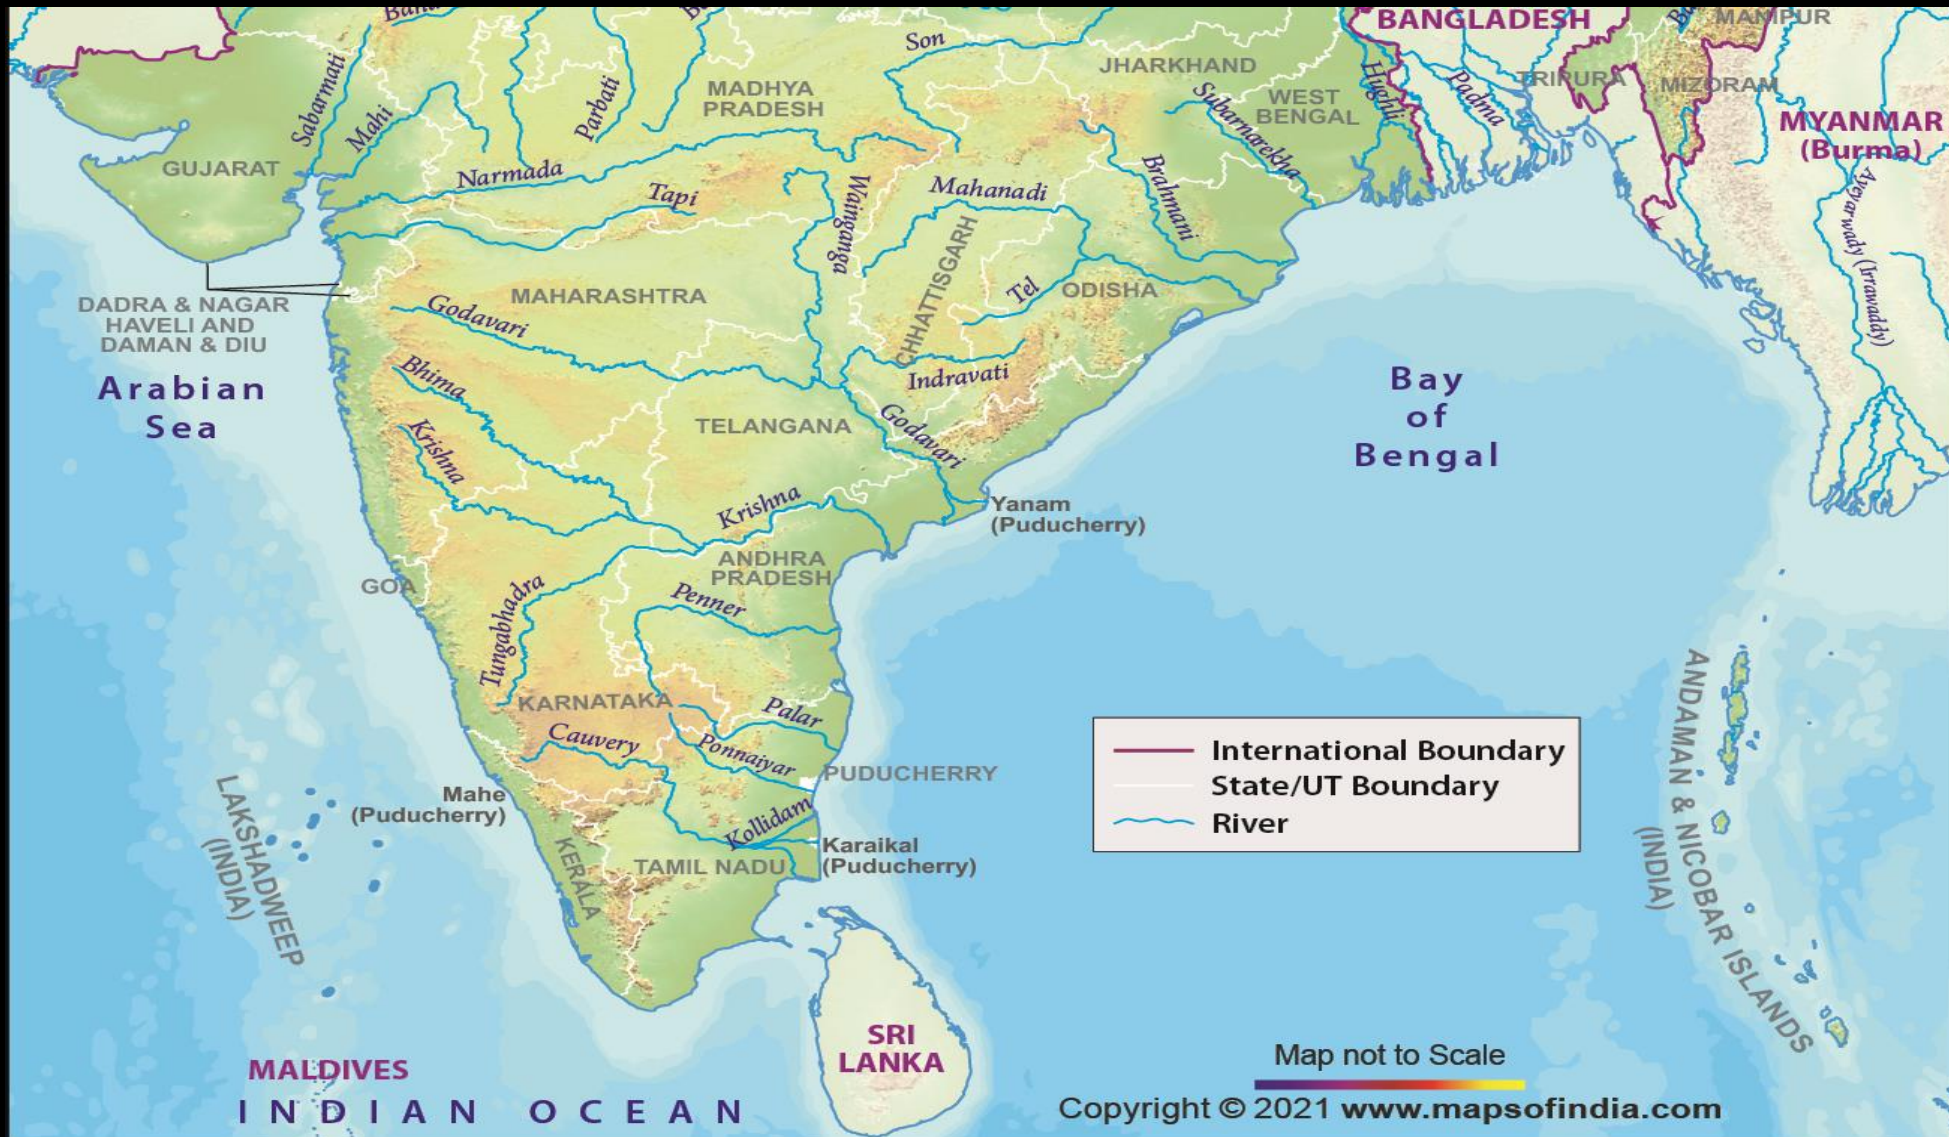 BANGLADESH
MANIPUR
Son
JHARKHAND
TRIPURA
MIZORAM
Sabarmati
Mahi
Parbati
MADHYA
PRADESH
Subarnarekha
WEST
BENGAL
Hughli
Padma
MYANMAR
(Burma)
GUJARAT
Narmada
Tapi
Wainganga
Mahanadi
Brahmani
Ayeyarwady (Irrawaddy)
DADRA & NAGAR
HAVELI AND
DAMAN & DIU
MAHARASHTRA
CHHATTISGARH
Tel
ODISHA
Godavari
Bhima
Indravati
Arabian
Sea
Bay
of
Bengal
Krishna
TELANGANA
Godavari
Krishna
Yanam
(Puducherry)
GOA
ANDHRA
PRADESH
Tungabhadra
Penner
KARNATAKA
Palar
Cauvery
Ponnaiyar
PUDUCHERRY
International Boundary
State/UT Boundary
River
ANDAMAN & NICOBAR ISLANDS
(INDIA)
LAKSHADWEEP
(INDIA)
Mahe
(Puducherry)
Kollidam
Karaikal
(Puducherry)
KERALA
TAMIL NADU
SRI
LANKA
MALDIVES
INDIAN OCEAN
Map not to Scale
Copyright © 2021 www.mapsofindia.com